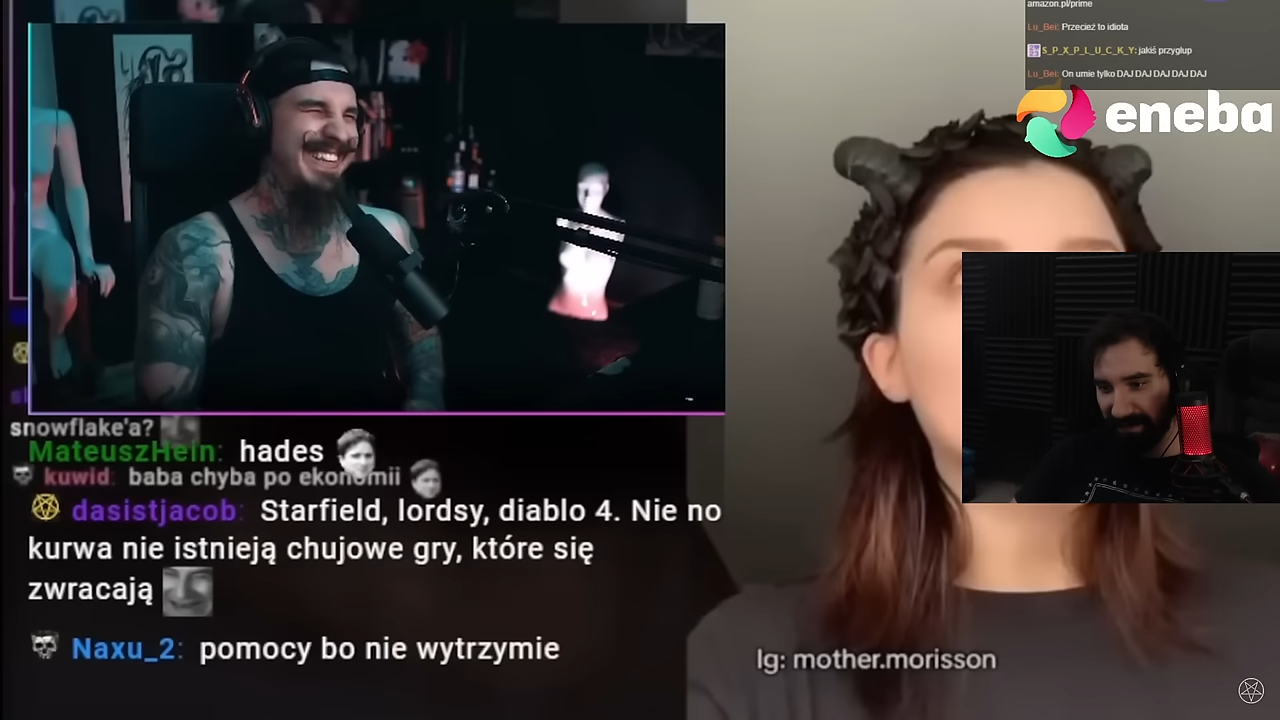 amazon.pl/prime
Lu_Bei: Przecież to idiota
S_P_X_P_L_U_C_K_Y: jakiś przygłup
Lu_Bei: On umie tylko DAJ DAJ DAJ DAJ DAJ
eneba
snowflake'a?
MateuszHein: hades
kuwid: baba chyba po ekonomii
dasistjacob: Starfield, lordsy, diablo 4. Nie no
kurwa nie istnieją chujowe gry, które się
zwracają
Naxu_2: pomocy bo nie wytrzymie
Ig: mother.morisson